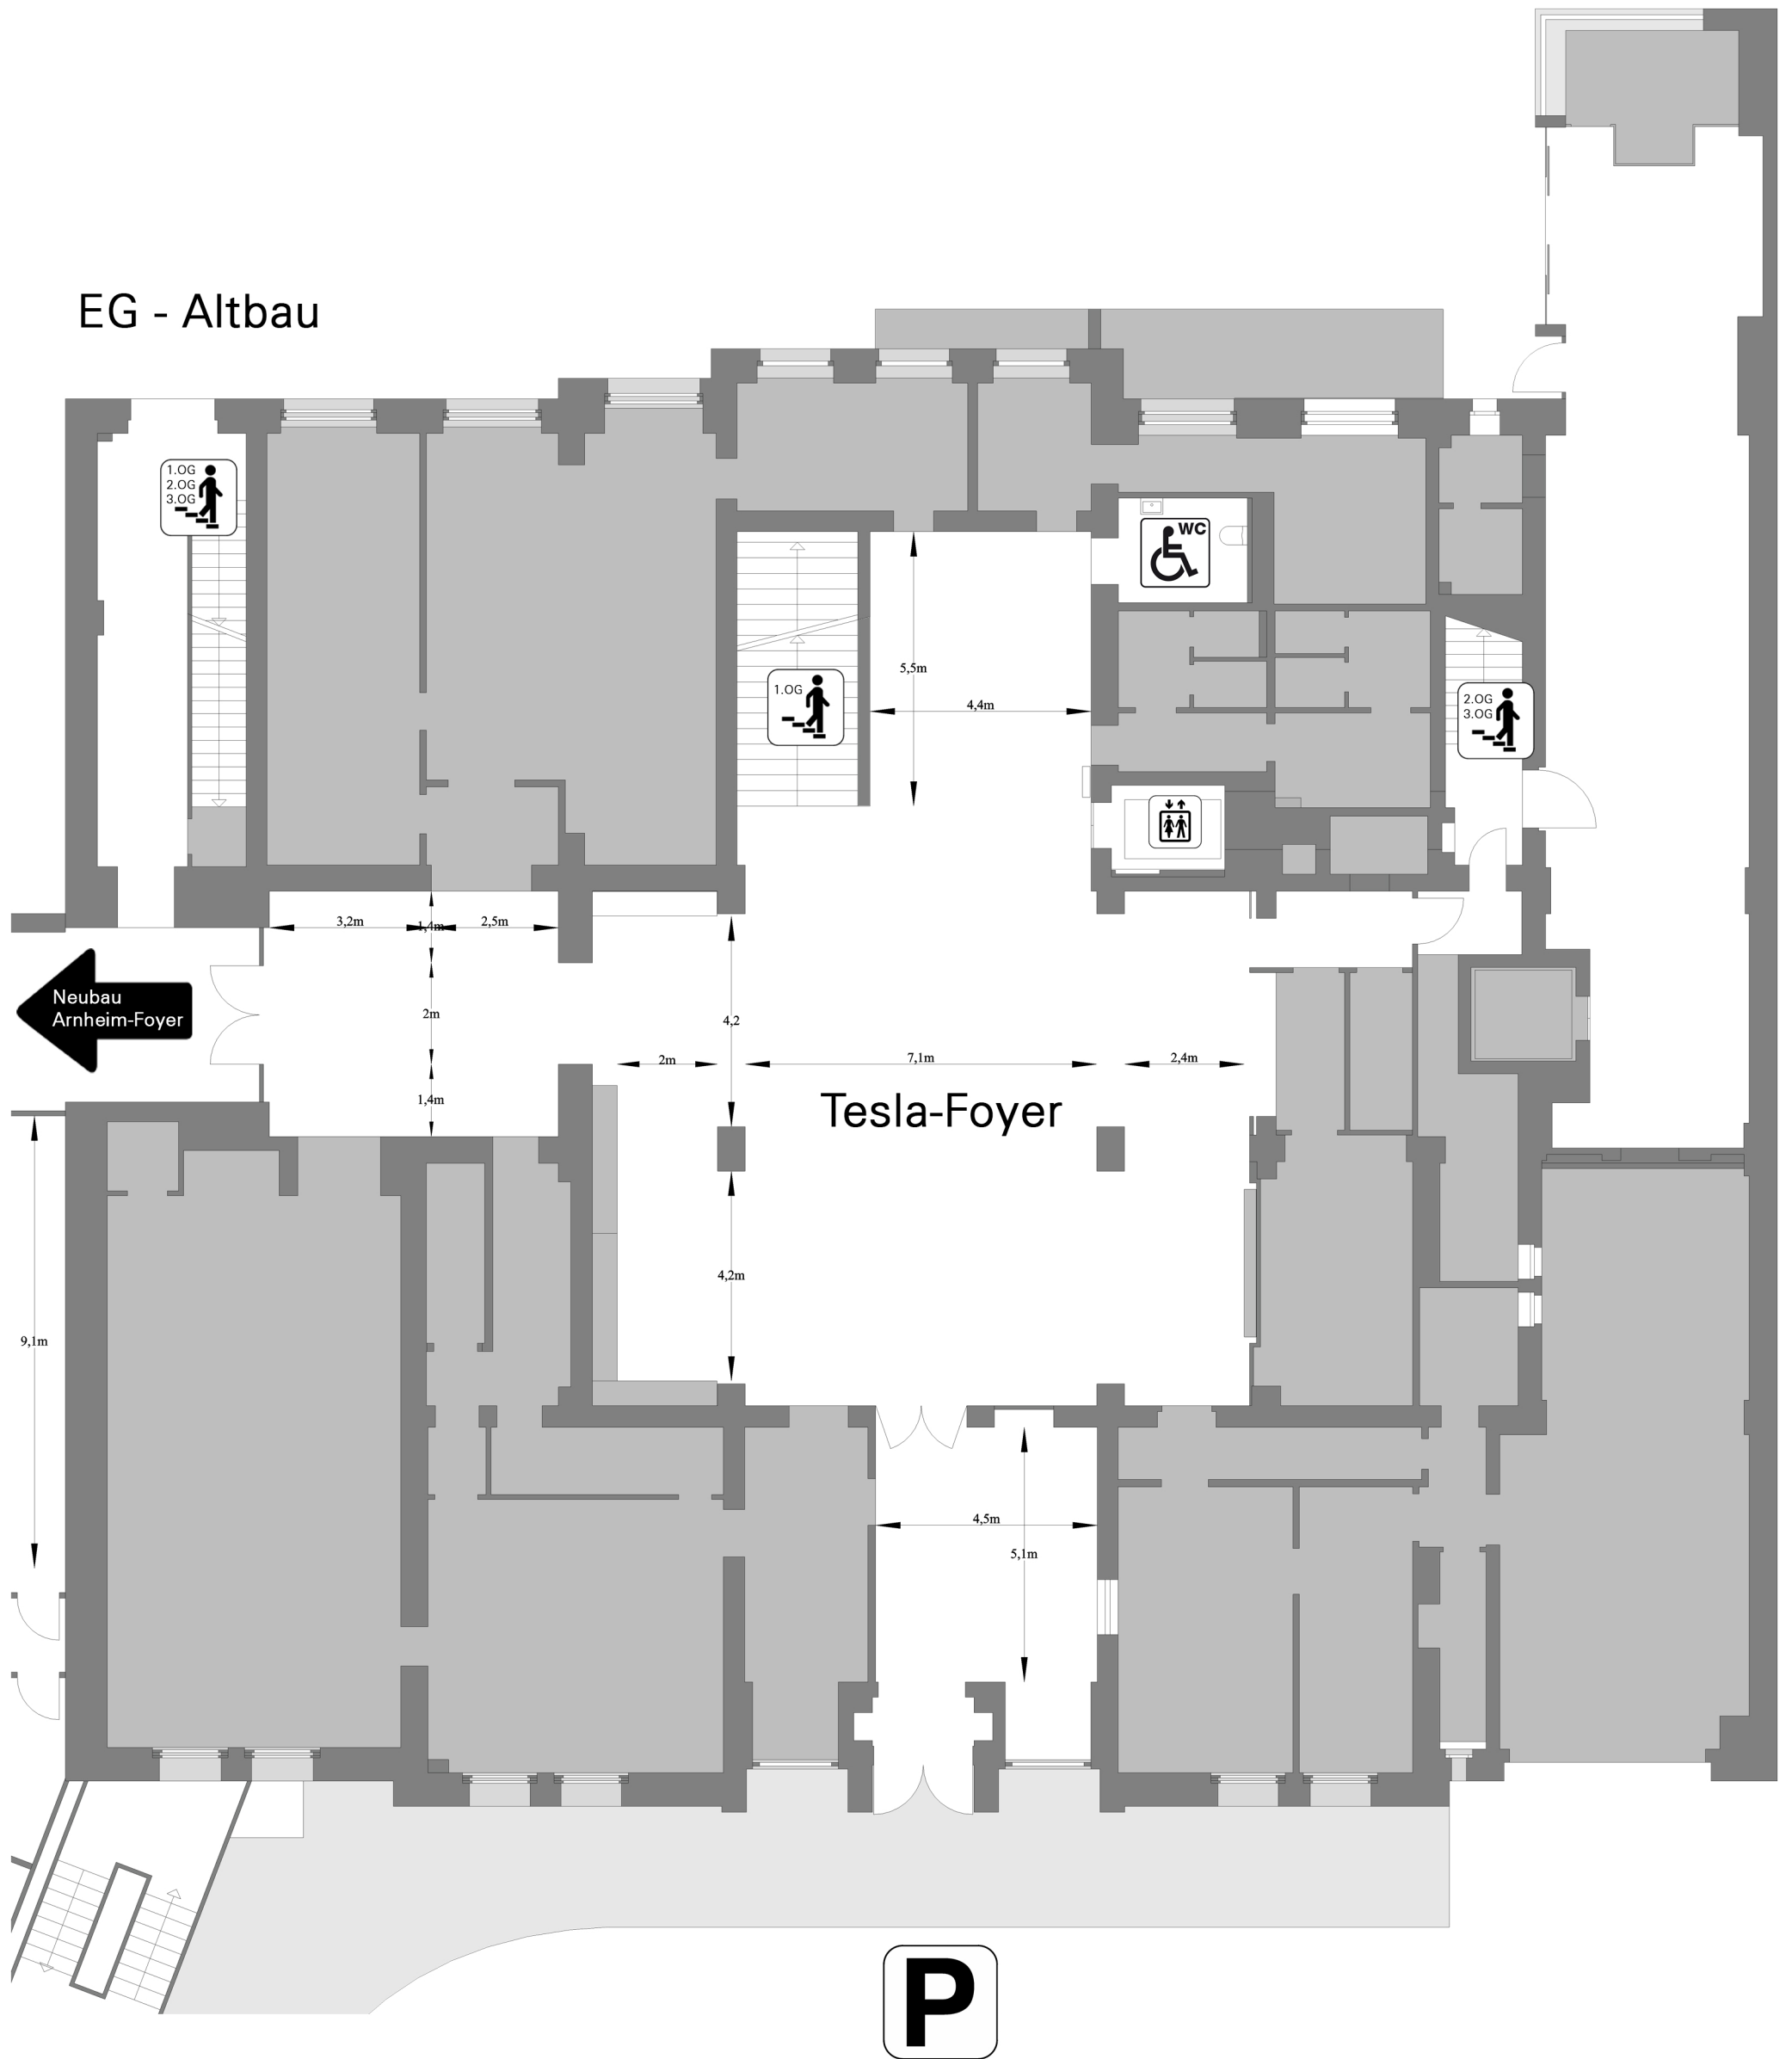 EG - Altbau
1.OG
2.OG
3.OG
WC
5,5m
4,4m
1.OG
2.OG
3.OG
3,2m
1,4m
2,5m
Neubau
Arnheim-Foyer
2m
4,2
2m
7,1m
2,4m
1,4m
Tesla-Foyer
4,2m
9,1m
4,5m
5,1m
P